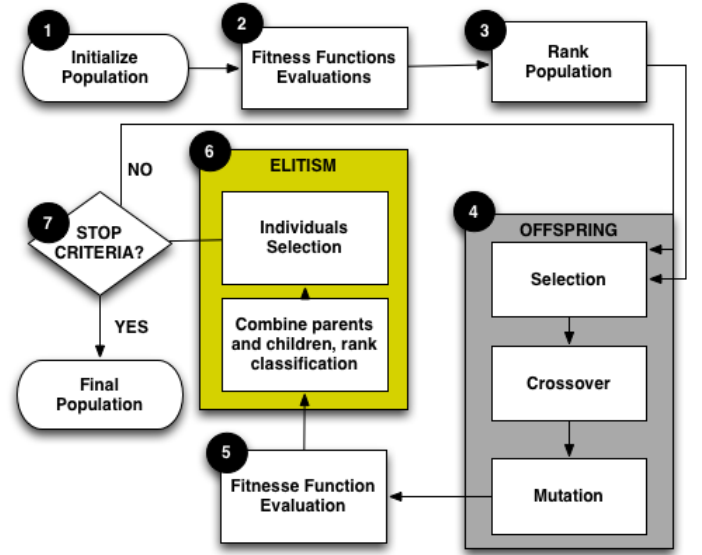 1
Initialize
Population
2
Fitness Functions
Evaluations
3
Rank
Population
4
OFFSPRING
Selection
Crossover
Mutation
5
Fitnesse Function
Evaluation
6
ELITISM
Individuals
Selection
Combine parents
and children, rank
classification
7
STOP
CRITERIA?
NO
YES
Final
Population